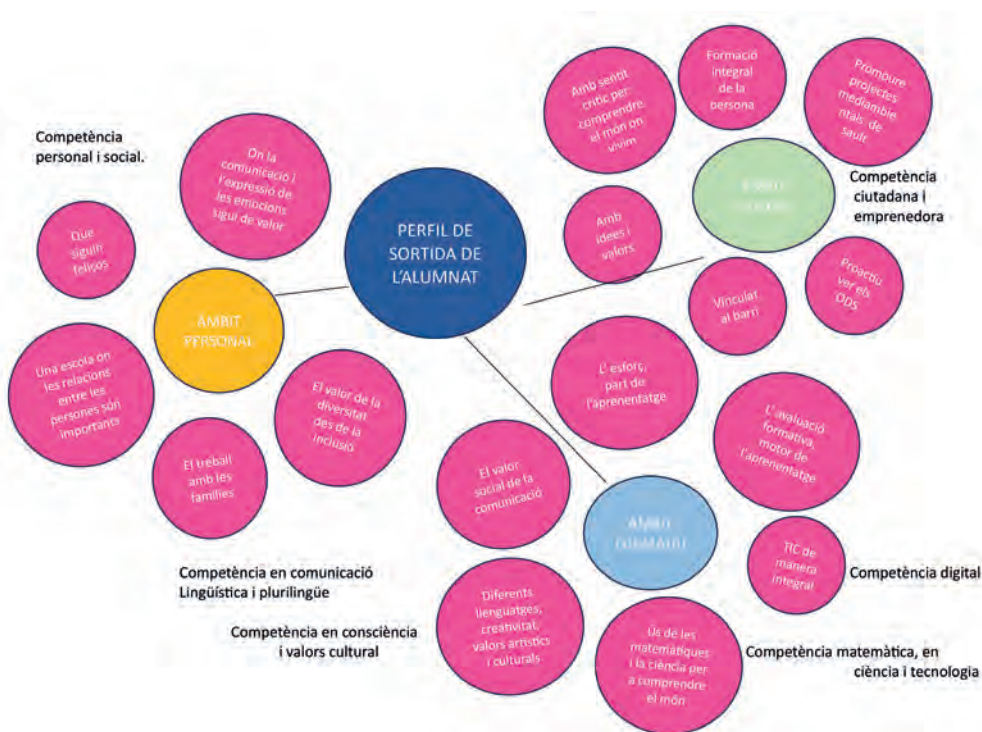 PERFIL DE
SORTIDA DE
L'ALUMNAT
Competència
personal i social.
On la
comunicació i
l'expressió de
les emocions
sigui de valor
Que
siguin
feliços
ÀMBIT
PERSONAL
Una escola on
les relacions
entre les
persones són
importants
El treball
amb les
famílies
El valor de la
diversitat
des de la
inclusió
Amb sentit
crític per
comprendre
el món on
vivim
Formació
integral
de la
persona
Promoure
projectes
mediambie
ntals de
Competència
ciutadana i
emprenedora
Amb
idees i
valors
Vinculat
al barri
Proactiu
ver els
ODS
L' esforç,
part de
l'aprenentatge
L' avaluació
formativa,
motor de
l'aprenentatge
El valor
social de la
comunicació
ÀMBIT
TIC de
manera
integral
Competència digital
Competència en comunicació
Lingüística i plurilingüe
Competència en consciència
i valors cultural
Diferents
llenguatges,
creativitat,
valors artístics
i culturals
Ús de les
matemàtiques
i la ciència per
a comprendre
el món
Competència matemàtica, en
ciència i tecnologia